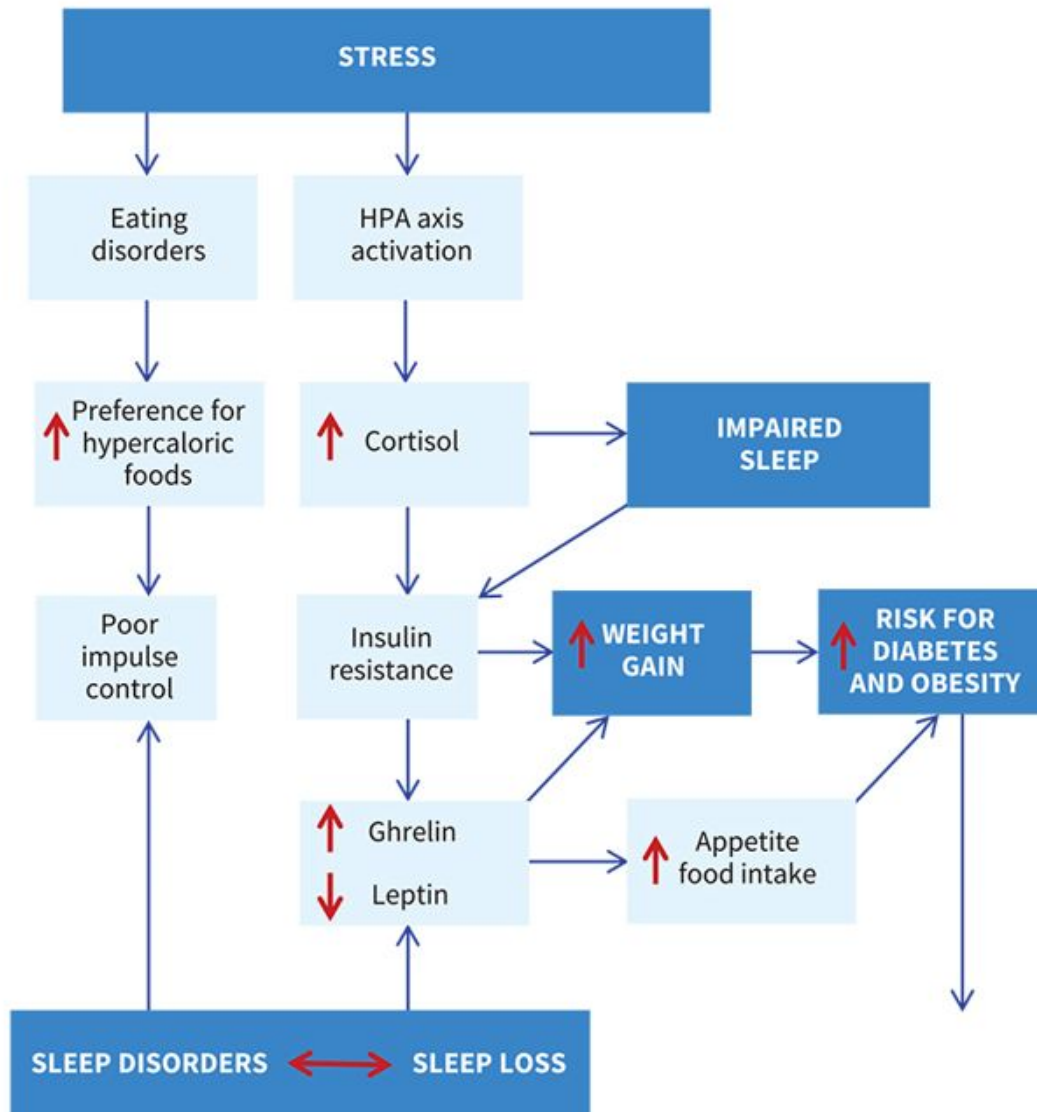 STRESS
Eating
disorders
HPA axis
activation
Preference for
hypercaloric
foods
Cortisol
IMPAIRED
SLEEP
Poor
impulse
control
Insulin
resistance
WEIGHT
GAIN
RISK FOR
DIABETES
AND OBESITY
Ghrelin
Leptin
Appetite
food intake
SLEEP DISORDERS
SLEEP LOSS